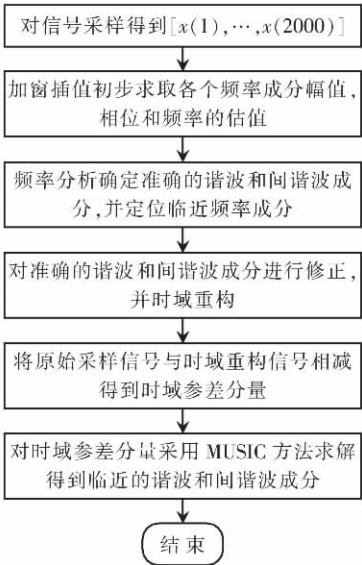 对信号采样得到[x(1),…,x(2000)]
加窗插值初步求取各个频率成分幅值,
相位和频率的估值
频率分析确定准确的谐波和间谐波成
分,并定位临近频率成分
对准确的谐波和间谐波成分进行修正,
并时域重构
将原始采样信号与时域重构信号相减
得到时域参差分量
对时域参差分量采用 MUSIC 方法求解
得到临近的谐波和间谐波成分
结 束